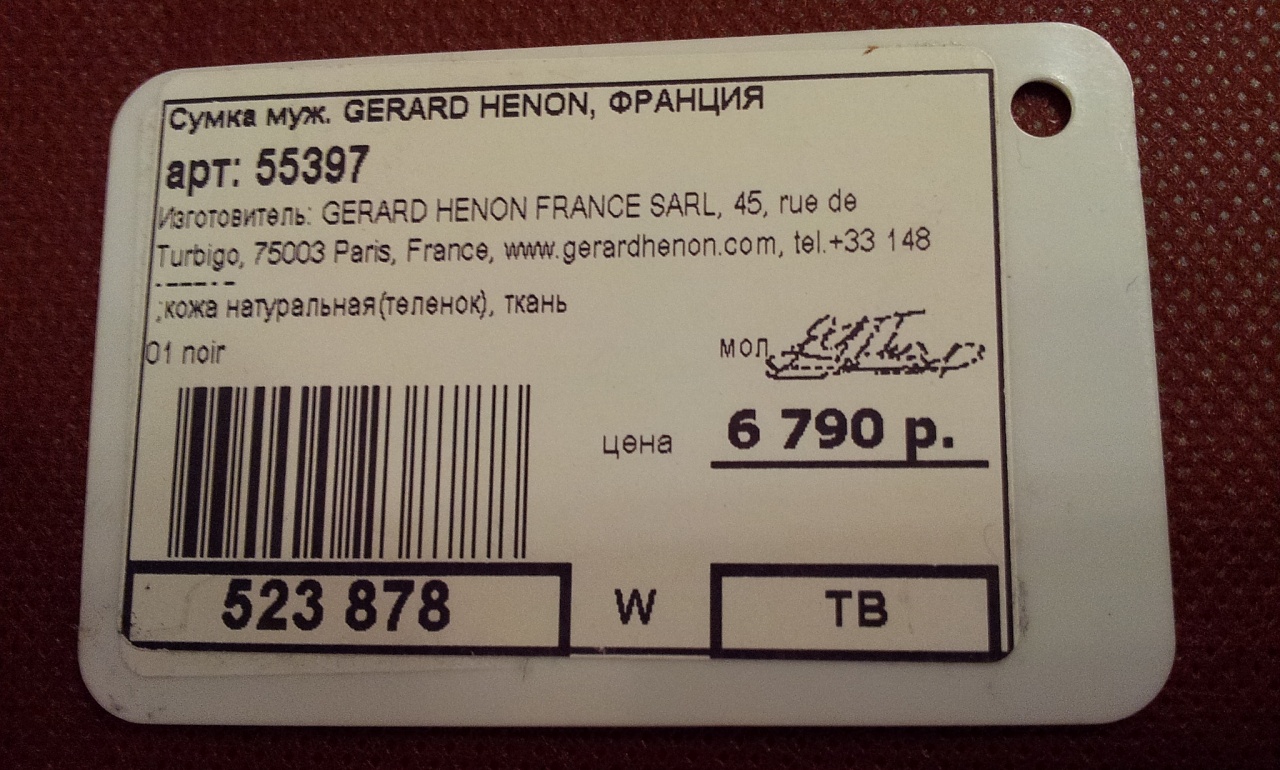 Сумка муж. GERARD HENON, ФРАНЦИЯ
арт: 55397
Изготовитель: GERARD HENON FRANCE SARL, 45, rue de
Turbigo, 75003 Paris, France, www.gerardhenon.com, tel.+33 148
;кожа натуральная(теленок), ткань
01 noir
мол
цена 6 790 р.
523 878 W ТВ